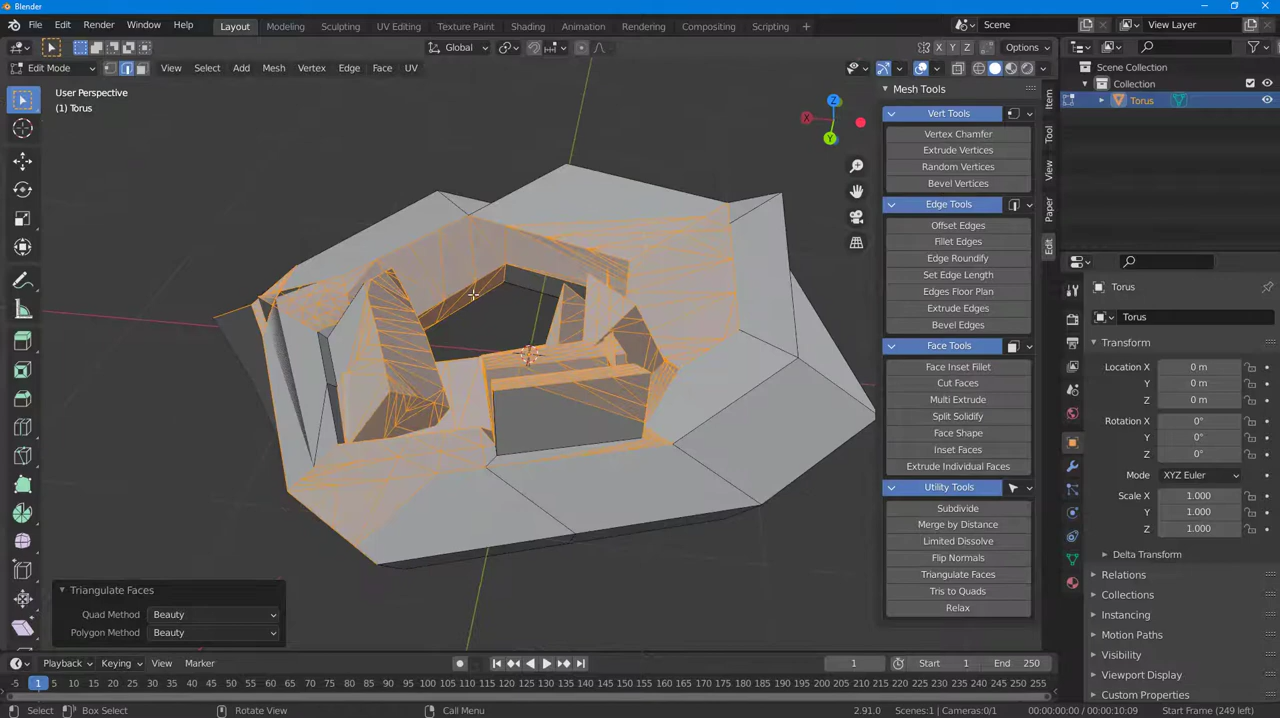 Blender
File Edit Render Window Help Layout Modeling Sculpting UV Editing Texture Paint Shading Animation Rendering Compositing Scripting + Scene View Layer
Global X Y Z Options
Edit Mode View Select Add Mesh Vertex Edge Face UV
User Perspective
(1) Torus
Scene Collection
Collection
Torus
X Y Z
Mesh Tools
Vert Tools
Vertex Chamfer
Extrude Vertices
Random Vertices
Bevel Vertices
Edge Tools
Offset Edges
Fillet Edges
Edge Roundify
Set Edge Length
Edges Floor Plan
Extrude Edges
Bevel Edges
Face Tools
Face Inset Fillet
Cut Faces
Multi Extrude
Split Solidify
Face Shape
Inset Faces
Extrude Individual Faces
Utility Tools
Subdivide
Merge by Distance
Limited Dissolve
Flip Normals
Triangulate Faces
Tris to Quads
Relax
Item
Tool
View
Paper
Edit
Torus
Torus
Transform
Location X 0 m
Y 0 m
Z 0 m
Rotation X 0°
Y 0°
Z 0°
Mode XYZ Euler
Scale X 1.000
Y 1.000
Z 1.000
Delta Transform
Relations
Collections
Instancing
Motion Paths
Visibility
Viewport Display
Custom Properties
Triangulate Faces
Quad Method Beauty
Polygon Method Beauty
Playback Keying View Marker 1 Start 1 End 250
1 5 10 15 20 25 30 35 40 45 50 55 60 65 70 75 80 85 90 95 100 105 110 115 120 125 130 135 140 145 150 155 160 165 170 175 180 185 190 195 200 205 210 215 220 225 230 235 240 245 250 255
Select Box Select Rotate View Call Menu 2.91.0 Scenes:1 | Cameras:0/1 00:00:00:00 / 00:00:10:09 Start Frame (249 left)